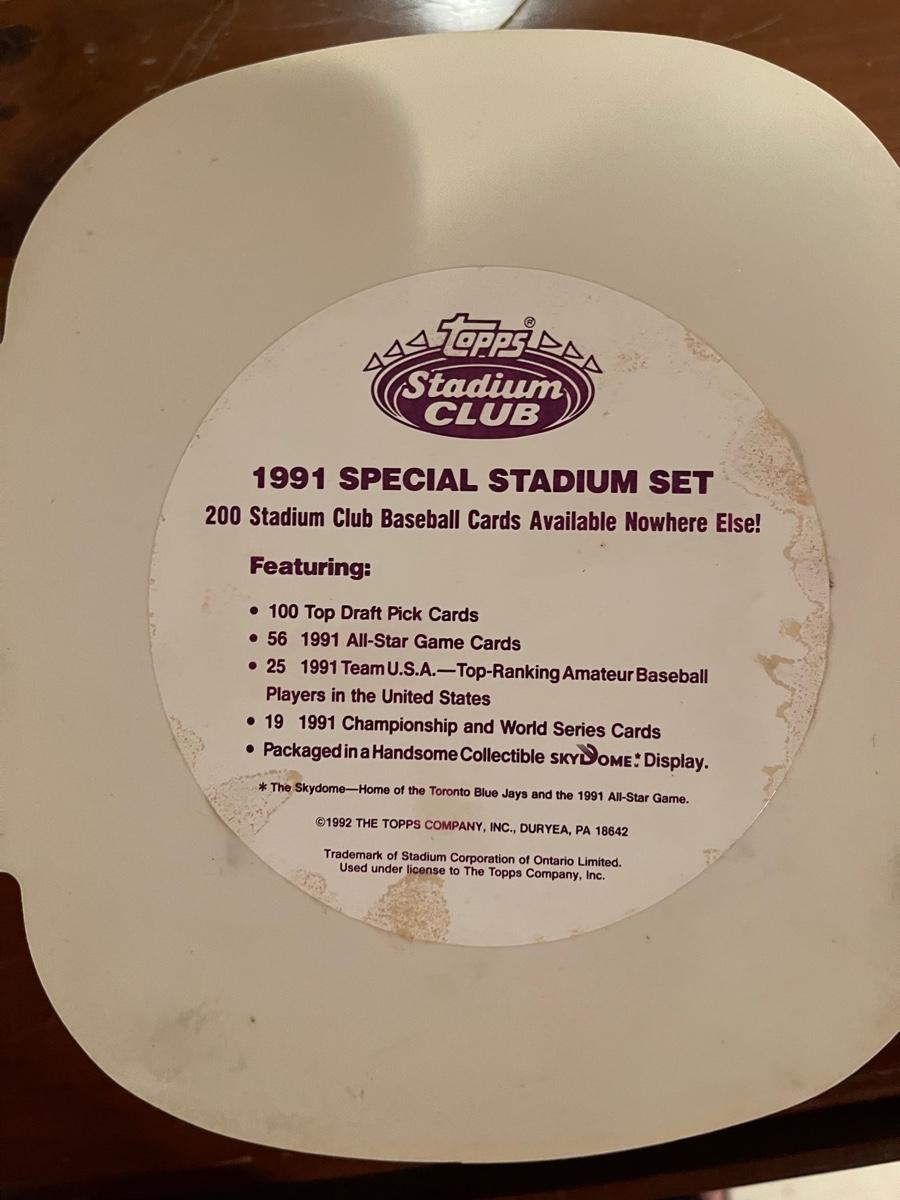 Topps®
Stadium
CLUB
1991 SPECIAL STADIUM SET
200 Stadium Club Baseball Cards Available Nowhere Else!
Featuring:
• 100 Top Draft Pick Cards
• 56 1991 All-Star Game Cards
• 25 1991 Team U.S.A.—Top-Ranking Amateur Baseball
Players in the United States
• 19 1991 Championship and World Series Cards
• Packaged in a Handsome Collectible SKYDOME™* Display.
* The Skydome—Home of the Toronto Blue Jays and the 1991 All-Star Game.
©1992 THE TOPPS COMPANY, INC., DURYEA, PA 18642
Trademark of Stadium Corporation of Ontario Limited.
Used under license to The Topps Company, Inc.